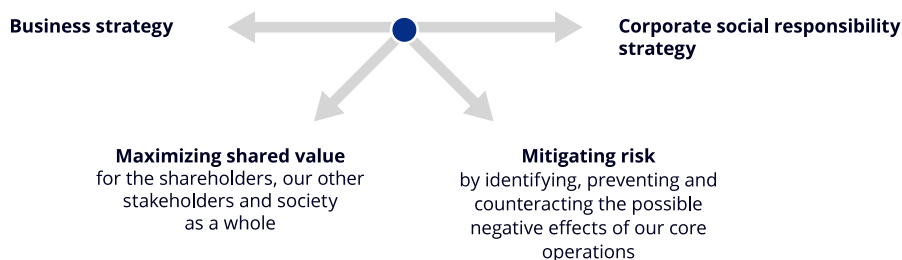 Business strategy
Corporate social responsibility
strategy
Maximizing shared value
for the shareholders, our other
stakeholders and society
as a whole
Mitigating risk
by identifying, preventing and
counteracting the possible
negative effects of our core
operations